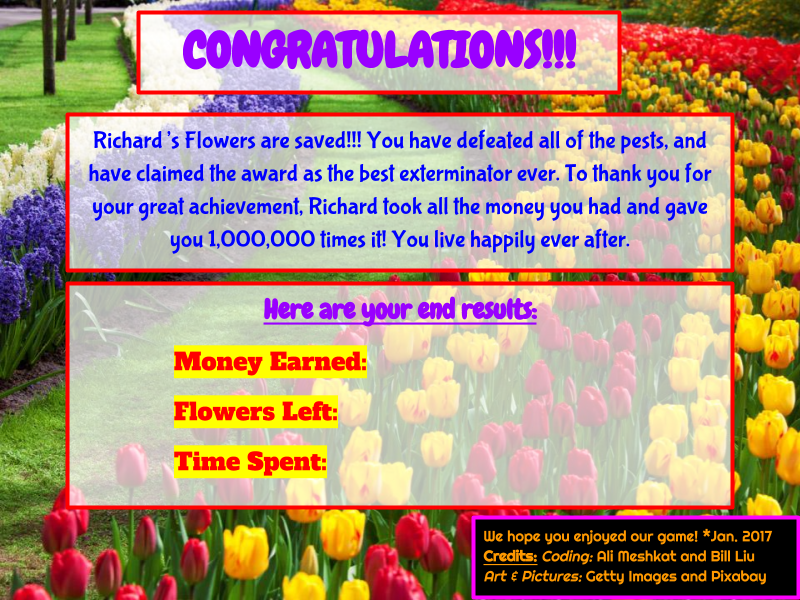 CONGRATULATIONS!!!
Richard's Flowers are saved!!! You have defeated all of the pests, and
have claimed the award as the best exterminator ever. To thank you for
your great achievement, Richard took all the money you had and gave
you 1,000,000 times it! You live happily ever after.
Here are your end results:
Money Earned:
Flowers Left:
Time Spent:
We hope you enjoyed our game! *Jan. 2017
Credits: Coding: Ali Meshkat and Bill Liu
Art & Pictures: Getty Images and Pixabay